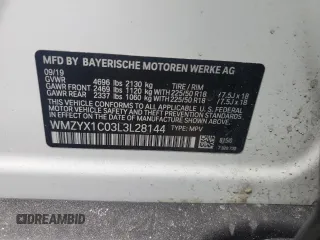 MFD BY BAYERISCHE MOTOREN WERKE AG
09/19
GVWR 4696 lbs 2130 kg TIRE / RIM
GAWR FRONT 2469 lbs 1120 kg WITH 225/50 R18 / 7.5J x 18
GAWR REAR 2337 lbs 1060 kg WITH 225/50 R18 / 7.5J x 18
THIS VEHICLE CONFORMS TO ALL APPLICABLE U.S. FEDERAL
MOTOR VEHICLE SAFETY, BUMPER, AND THEFT PREVENTION
STANDARDS IN EFFECT ON THE DATE OF MANUFACTURE SHOWN ABOVE.
WMZYX1C03L3L28144 TYPE: MPV
DREAMBID